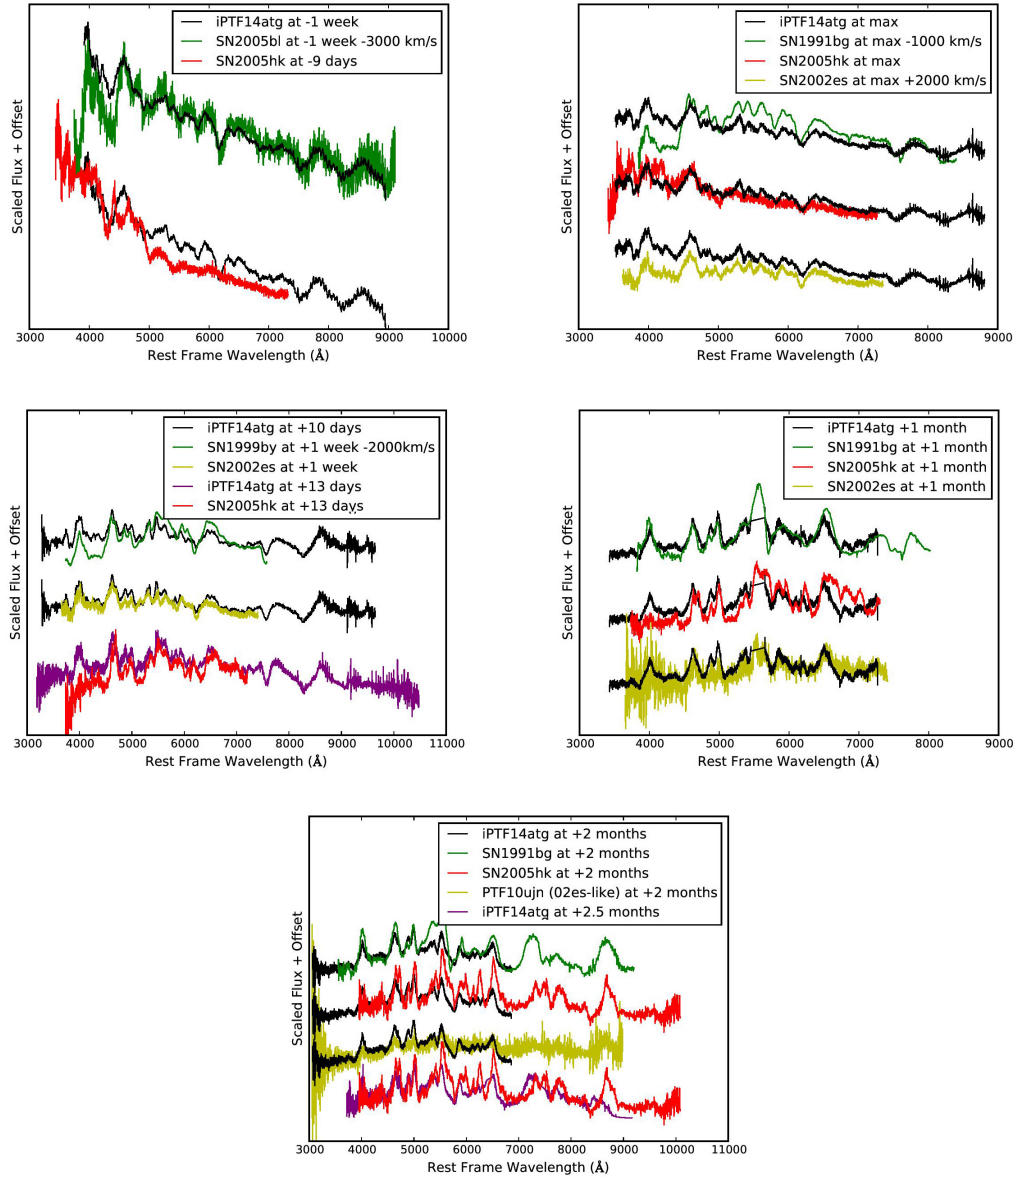 iPTF14atg at -1 week
SN2005bl at -1 week -3000 km/s
SN2005hk at -9 days
Scaled Flux + Offset
3000 4000 5000 6000 7000 8000 9000 10000
Rest Frame Wavelength (Å)
iPTF14atg at max
SN1991bg at max -1000 km/s
SN2005hk at max
SN2002es at max +2000 km/s
Scaled Flux + Offset
3000 4000 5000 6000 7000 8000 9000
Rest Frame Wavelength (Å)
iPTF14atg at +10 days
SN1999by at +1 week -2000km/s
SN2002es at +1 week
iPTF14atg at +13 days
SN2005hk at +13 days
Scaled Flux + Offset
3000 4000 5000 6000 7000 8000 9000 10000 11000
Rest Frame Wavelength (Å)
iPTF14atg +1 month
SN1991bg at +1 month
SN2005hk at +1 month
SN2002es at +1 month
Scaled Flux + Offset
3000 4000 5000 6000 7000 8000 9000
Rest Frame Wavelength (Å)
iPTF14atg at +2 months
SN1991bg at +2 months
SN2005hk at +2 months
PTF10ujn (02es-like) at +2 months
iPTF14atg at +2.5 months
Scaled Flux + Offset
3000 4000 5000 6000 7000 8000 9000 10000 11000
Rest Frame Wavelength (Å)